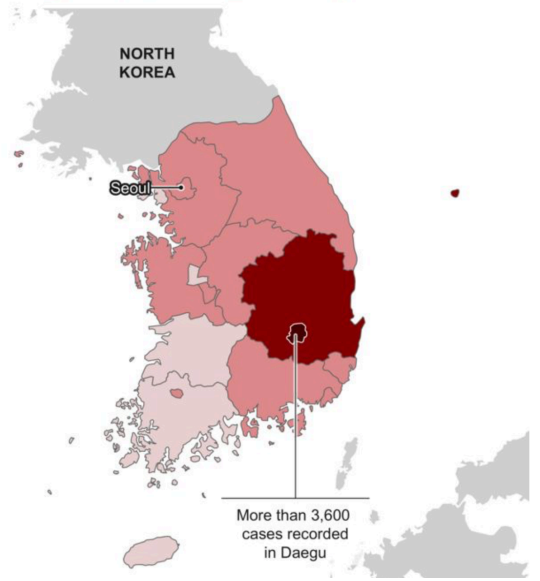 NORTH
KOREA
Seoul
More than 3,600
cases recorded
in Daegu